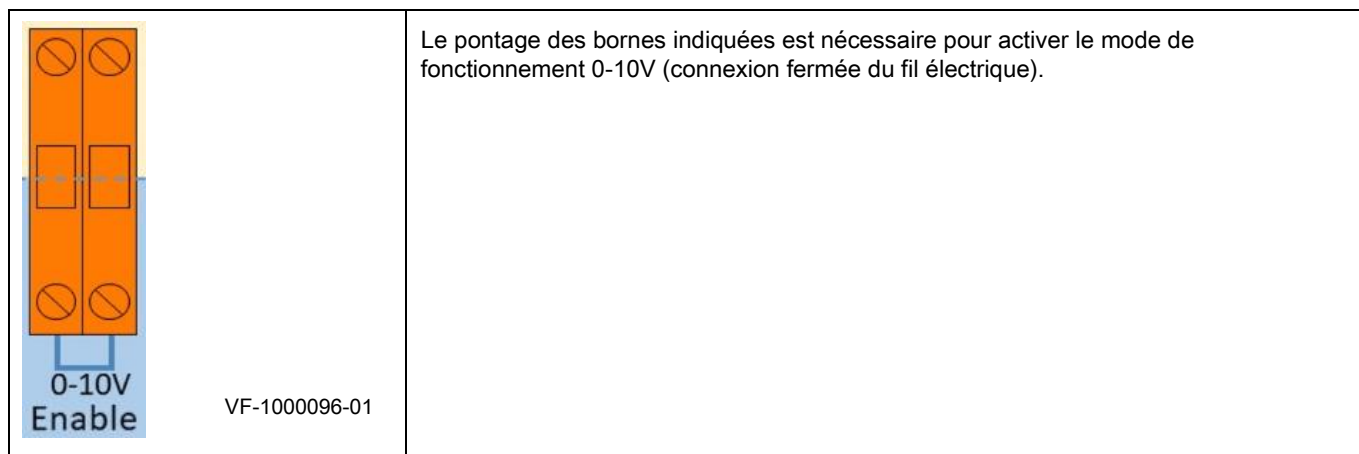 0-10V
Enable
VF-1000096-01
Le pontage des bornes indiquées est nécessaire pour activer le mode de
fonctionnement 0-10V (connexion fermée du fil électrique).